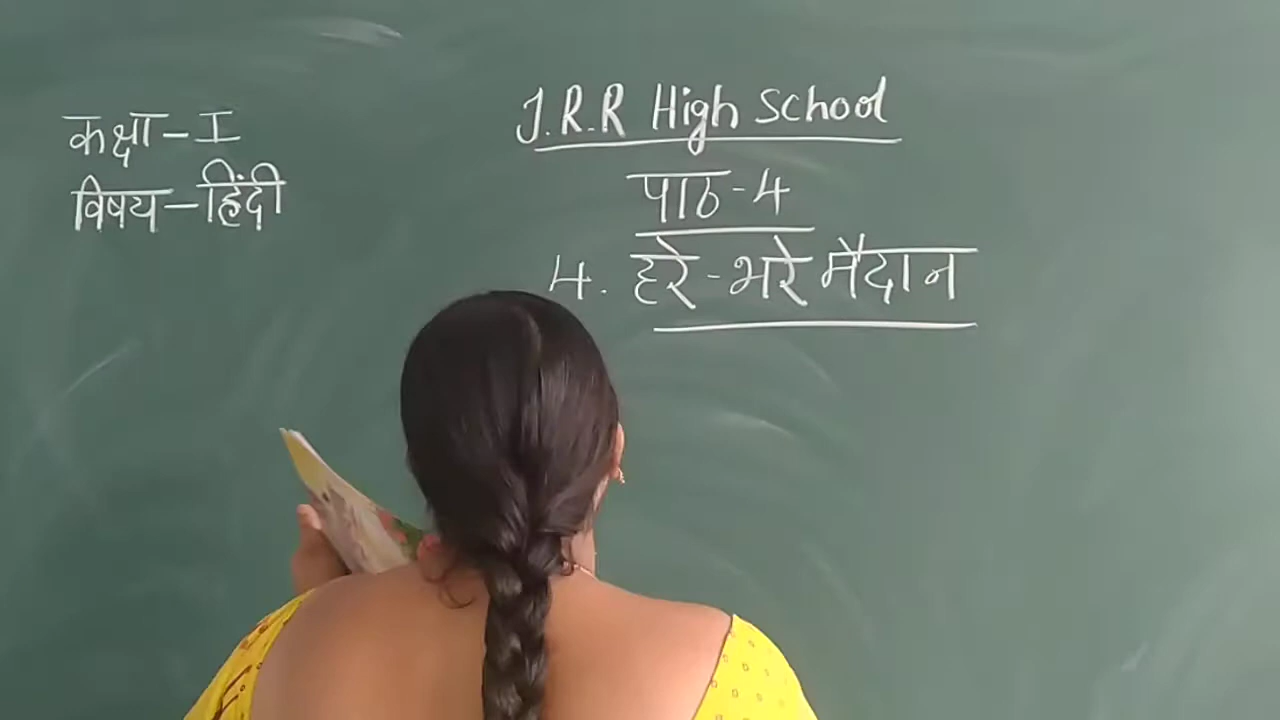 कक्षा - I
विषय - हिंदी
J.R.R High School
पाठ - 4
4. हरे - भरे मैदान